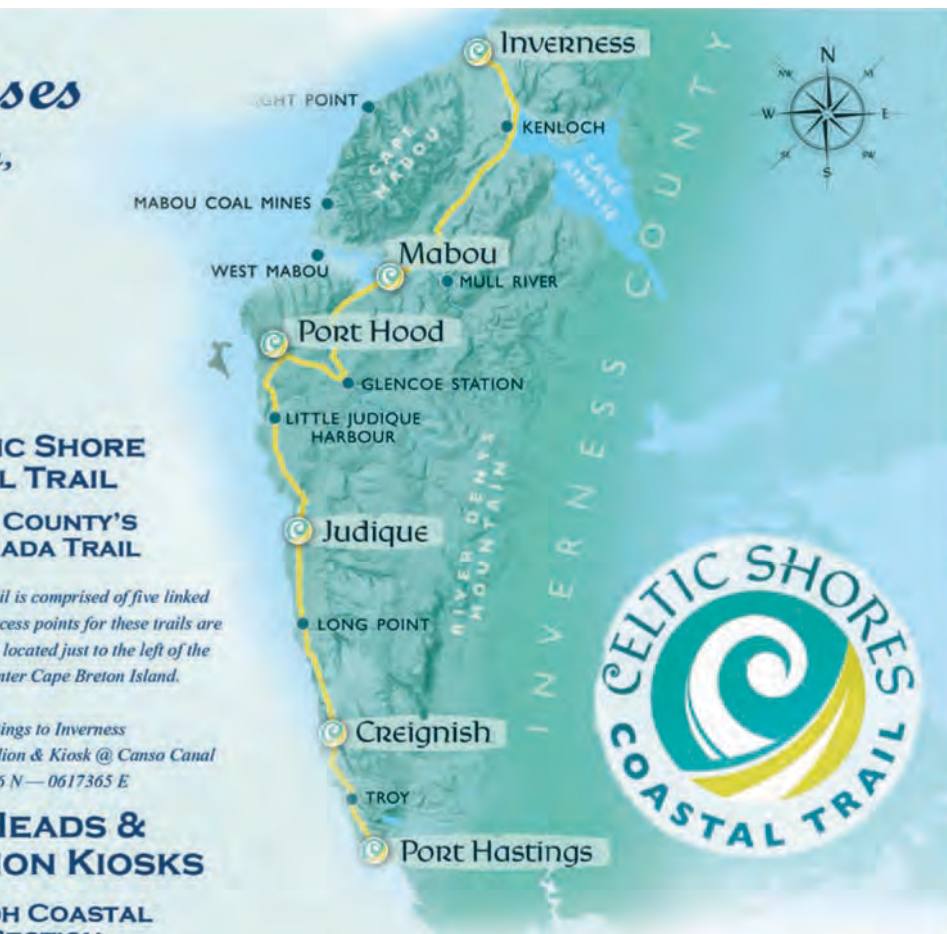 ses
,
IC SHORE
L TRAIL
COUNTY'S
ADA TRAIL
il is comprised of five linked
cess points for these trails are
located just to the left of the
nter Cape Breton Island.
ings to Inverness
lion & Kiosk @ Canso Canal
6 N — 0617365 E
HEADS &
ION KIOSKS
OH COASTAL
Inverness
GHT POINT
KENLOCH
CAPE
MABOU
LAKE
AINSLIE
MABOU COAL MINES
Mabou
WEST MABOU
MULL RIVER
Port Hood
GLENCOE STATION
LITTLE JUDIQUE
HARBOUR
Judique
RIVER DENYS
MOUNTAIN
LONG POINT
Creignish
TROY
Port Hastings
INVERNESS COUNTY
N
NW
W
E
SW
S
CELTIC SHORES
COASTAL TRAIL